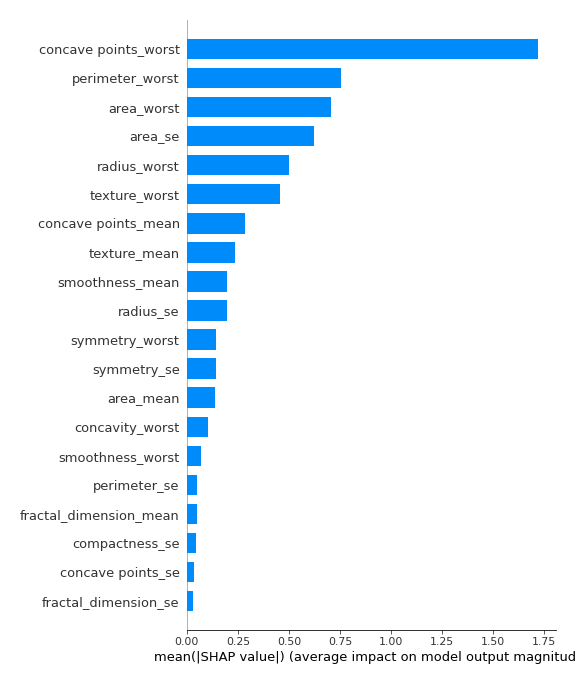 concave points_worst
perimeter_worst
area_worst
area_se
radius_worst
texture_worst
concave points_mean
texture_mean
smoothness_mean
radius_se
symmetry_worst
symmetry_se
area_mean
concavity_worst
smoothness_worst
perimeter_se
fractal_dimension_mean
compactness_se
concave points_se
fractal_dimension_se
0.00 0.25 0.50 0.75 1.00 1.25 1.50 1.75
mean(|SHAP value|) (average impact on model output magnitud